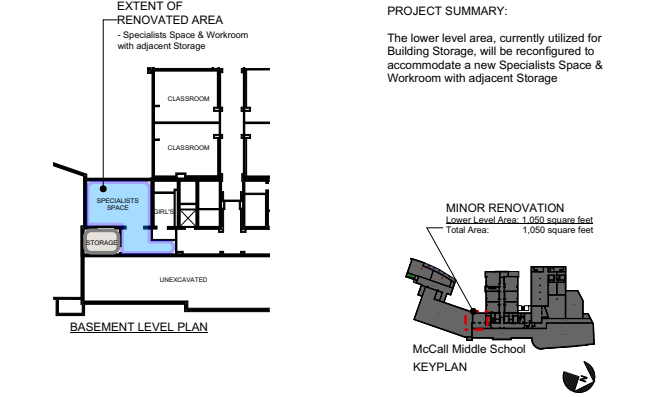 EXTENT OF
RENOVATED AREA
- Specialists Space & Workroom
with adjacent Storage
CLASSROOM
CLASSROOM
SPECIALISTS
SPACE
GIRL'S
STORAGE
UNEXCAVATED
BASEMENT LEVEL PLAN
PROJECT SUMMARY:
The lower level area, currently utilized for
Building Storage, will be reconfigured to
accommodate a new Specialists Space &
Workroom with adjacent Storage
MINOR RENOVATION
Lower Level Area: 1,050 square feet
Total Area: 1,050 square feet
McCall Middle School
KEYPLAN
N